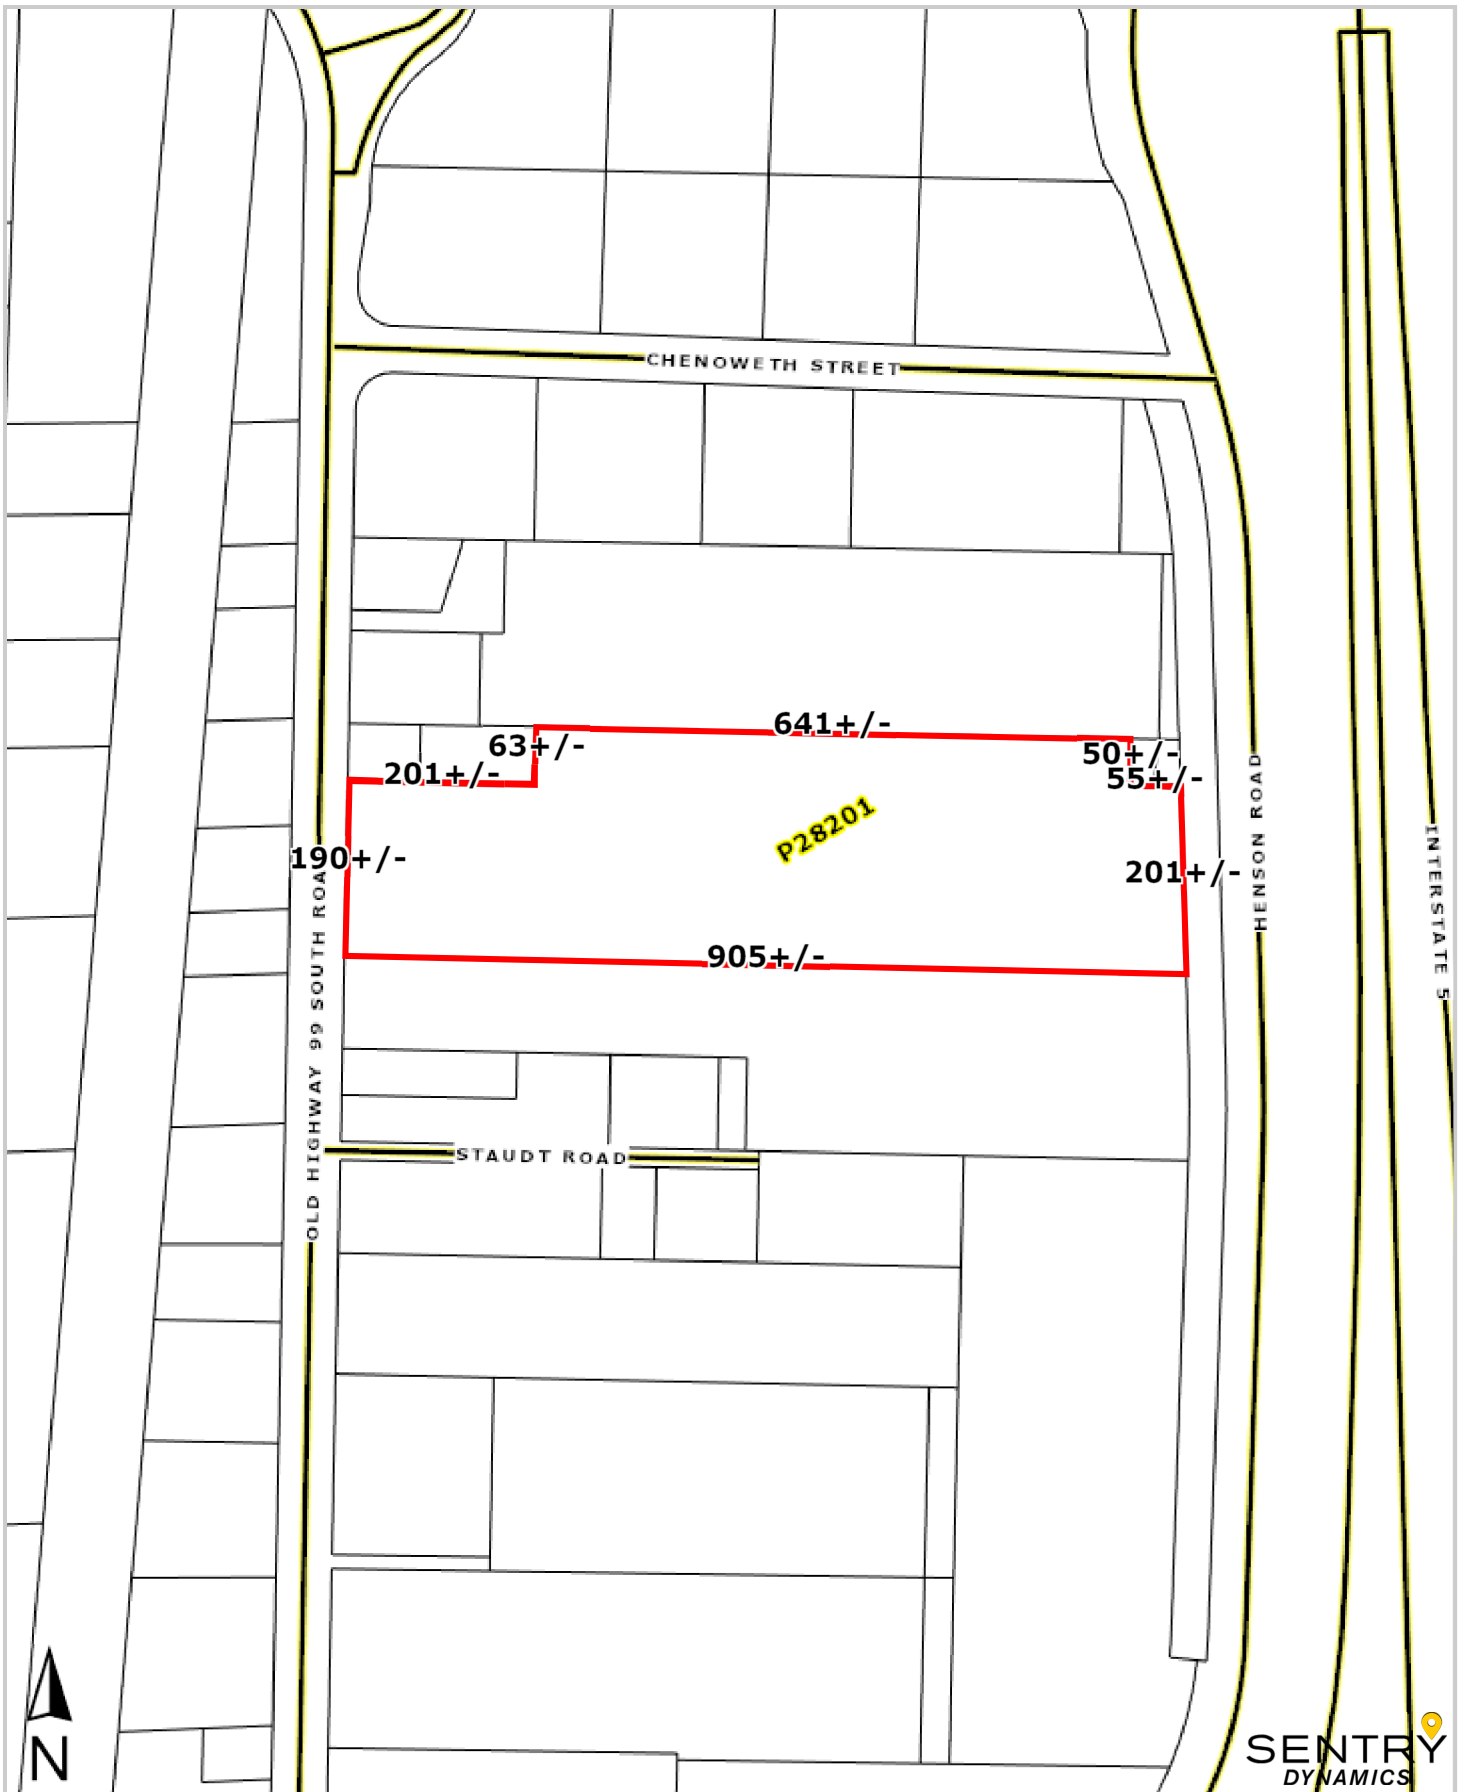 CHENOWETH STREET
641+/-
63+/-
50+/-
201+/-
55+/-
P28201
190+/-
201+/-
HENSON ROAD
INTERSTATE 5
905+/-
OLD HIGHWAY 99 SOUTH ROAD
STAUDT ROAD
N
SENTRY
DYNAMICS